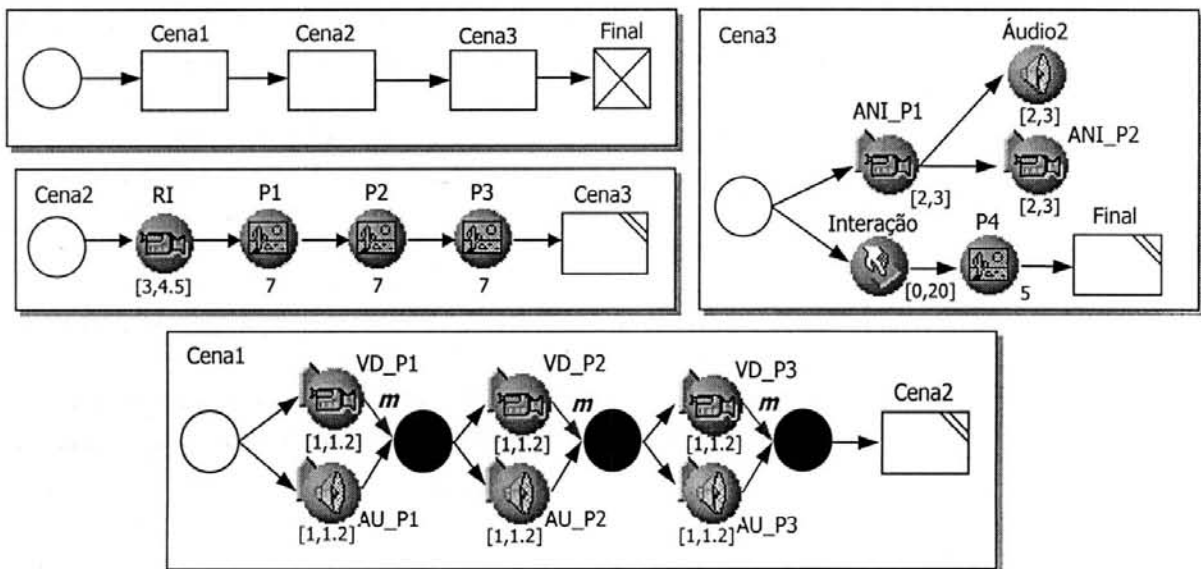 Cena1 Cena2 Cena3 Final
Cena2 RI P1 P2 P3 Cena3
[3,4.5] 7 7 7
Cena3
Áudio2
[2,3]
ANI_P1
[2,3]
ANI_P2
[2,3]
Interação
[0,20]
P4
5
Final
Cena1
VD_P1 m VD_P2 m VD_P3 m Cena2
[1,1.2] [1,1.2] [1,1.2]
AU_P1 AU_P2 AU_P3
[1,1.2] [1,1.2] [1,1.2]